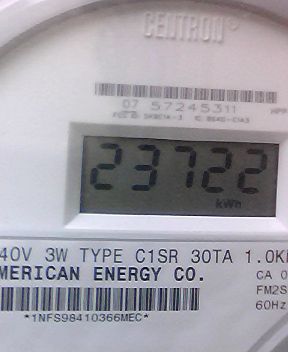 CENTRON®
07 57245311
23722
kWh
40V 3W TYPE C1SR 30TA 1.0K
MERICAN ENERGY CO.
CA 0
FM2S
60Hz
*1NFS98410366MEC*